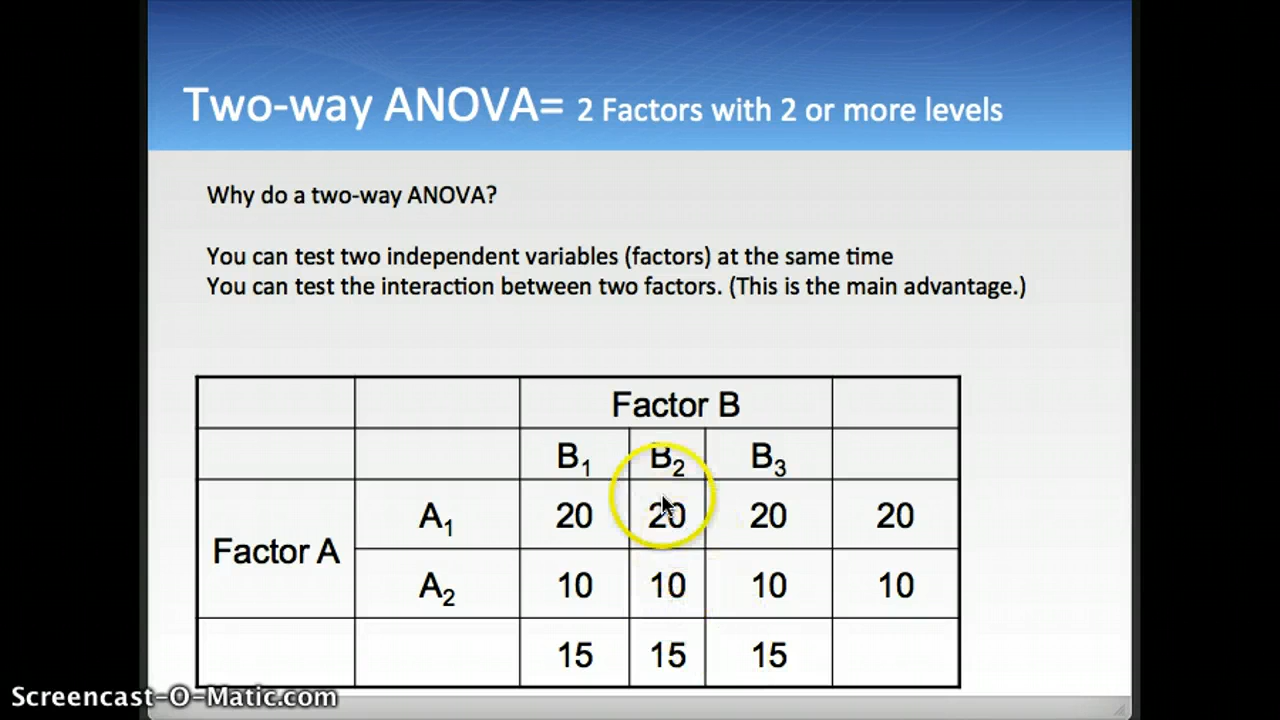 Two-way ANOVA= 2 Factors with 2 or more levels
Why do a two-way ANOVA?
You can test two independent variables (factors) at the same time
You can test the interaction between two factors. (This is the main advantage.)
Factor B
B₁ B₂ B₃
Factor A
A₁ 20 20 20 20
A₂ 10 10 10 10
15 15 15
Screencast-O-Matic.com